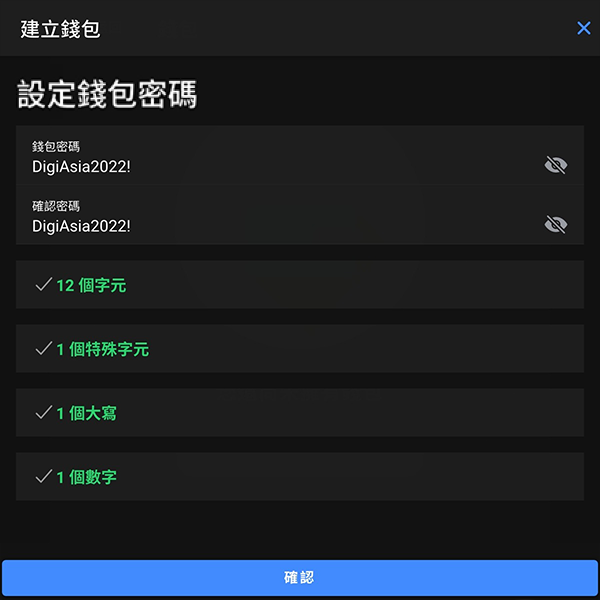 建立錢包
設定錢包密碼
錢包密碼
DigiAsia2022!
確認密碼
DigiAsia2022!
12 個字元
1 個特殊字元
1 個大寫
1 個數字
確認